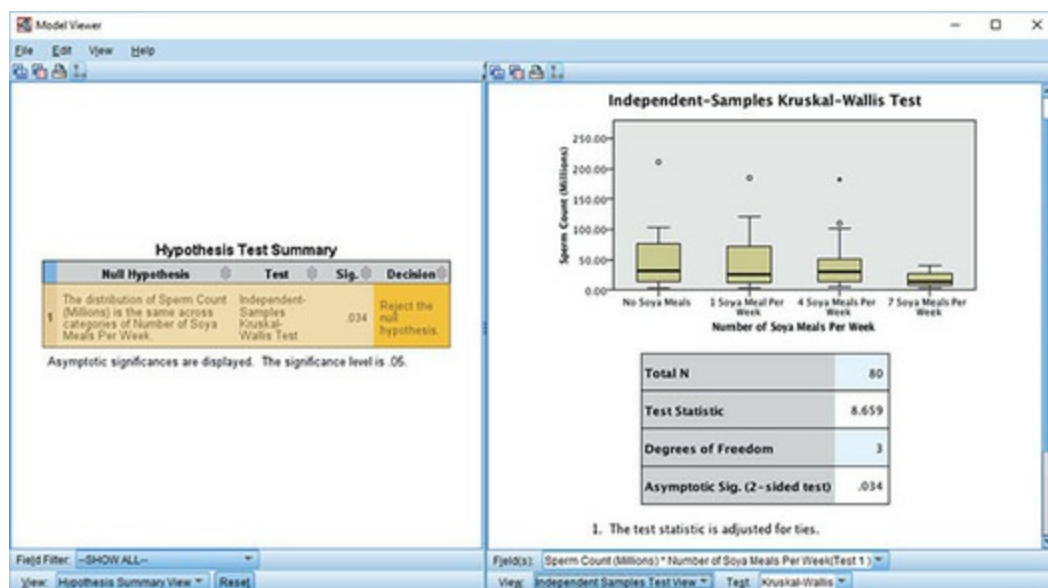 Model Viewer
File Edit View Help
Hypothesis Test Summary
Null Hypothesis Test Sig. Decision
1 The distribution of Sperm Count (Millions) is the same across categories of Number of Soya Meals Per Week. Independent-Samples Kruskal-Wallis Test .034 Reject the null hypothesis.
Asymptotic significances are displayed. The significance level is .05.
Field Filter: --SHOW ALL--
View: Hypothesis Summary View Reset
Independent-Samples Kruskal-Wallis Test
Sperm Count (Millions)
250.00
200.00
150.00
100.00
50.00
0.00
No Soya Meals
1 Soya Meal Per Week
4 Soya Meals Per Week
7 Soya Meals Per Week
Number of Soya Meals Per Week
Total N 80
Test Statistic 8.659
Degrees of Freedom 3
Asymptotic Sig. (2-sided test) .034
1. The test statistic is adjusted for ties.
Field(s): Sperm Count (Millions) * Number of Soya Meals Per Week(Test 1)
View: Independent Samples Test View Test: Kruskal-Wallis